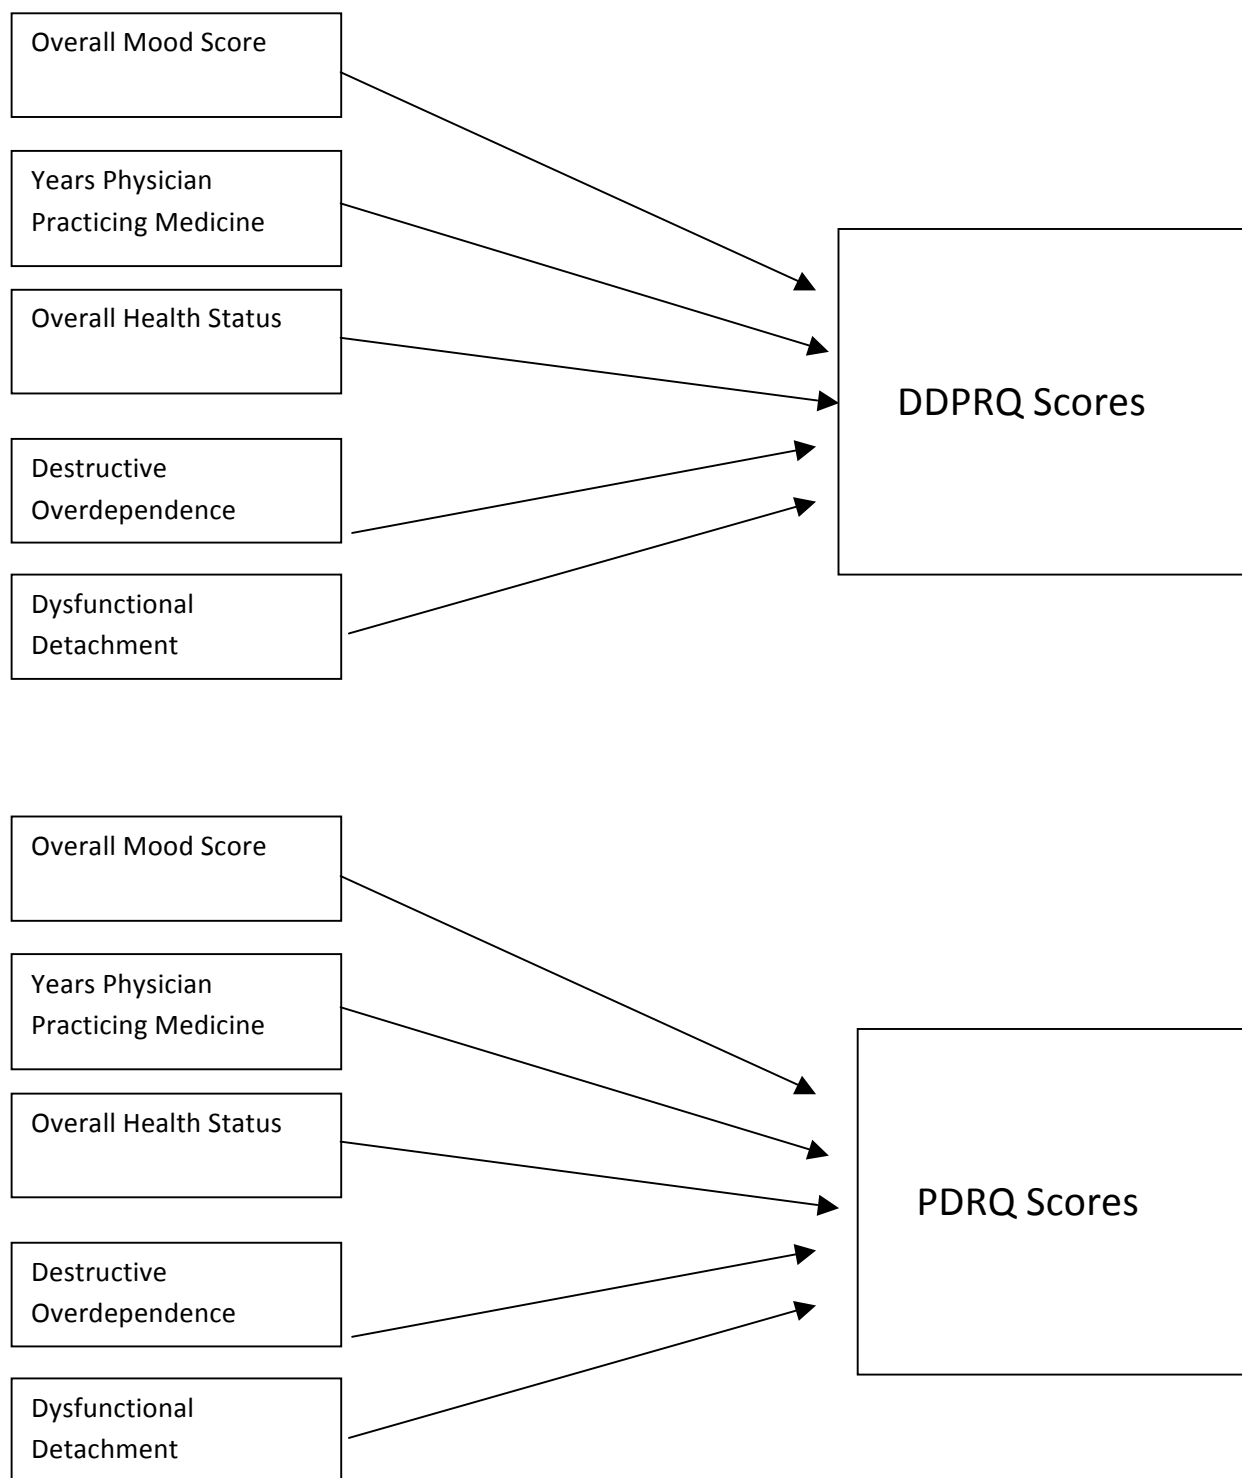 Overall Mood Score
Years Physician
Practicing Medicine
Overall Health Status
Destructive
Overdependence
Dysfunctional
Detachment
DDPRQ Scores
Overall Mood Score
Years Physician
Practicing Medicine
Overall Health Status
Destructive
Overdependence
Dysfunctional
Detachment
PDRQ Scores